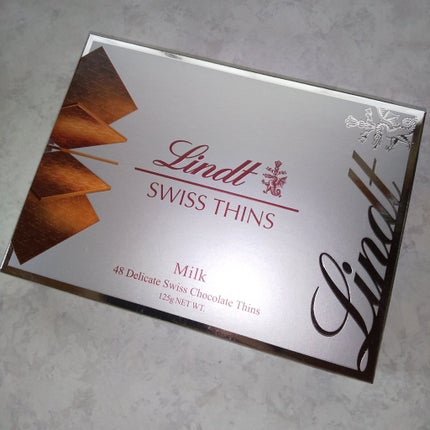 Lindt
SWISS THINS
Milk
48 Delicate Swiss Chocolate Thins
125g NET WT.
Lindt